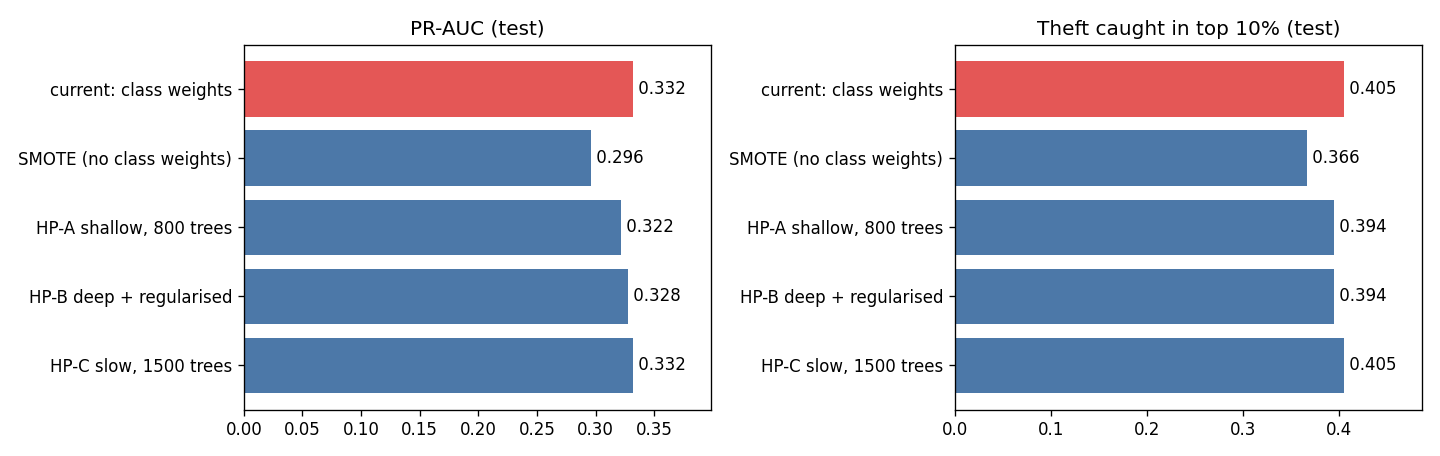 PR-AUC (test)
current: class weights
0.332
SMOTE (no class weights)
0.296
HP-A shallow, 800 trees
0.322
HP-B deep + regularised
0.328
HP-C slow, 1500 trees
0.332
0.00 0.05 0.10 0.15 0.20 0.25 0.30 0.35
Theft caught in top 10% (test)
current: class weights
0.405
SMOTE (no class weights)
0.366
HP-A shallow, 800 trees
0.394
HP-B deep + regularised
0.394
HP-C slow, 1500 trees
0.405
0.0 0.1 0.2 0.3 0.4